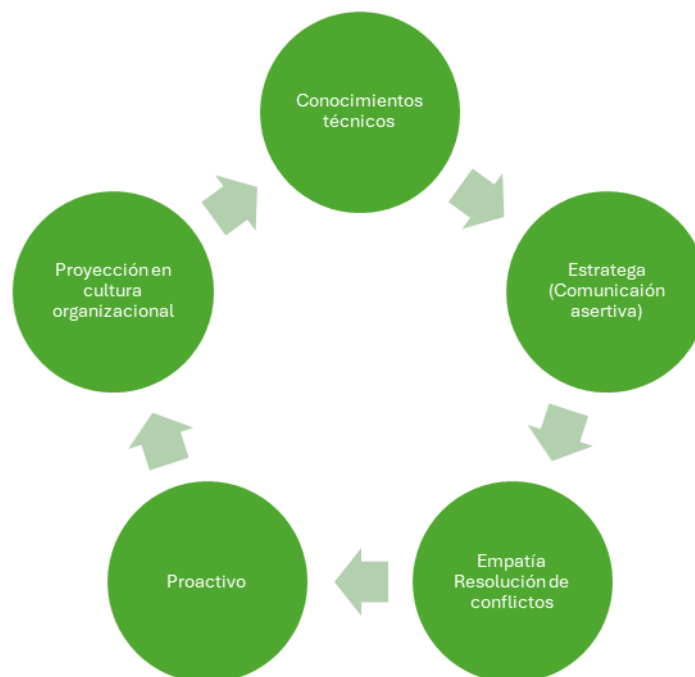 Conocimientos
técnicos
Estratega
(Comunicaión
asertiva)
Empatía
Resolución de
conflictos
Proactivo
Proyección en
cultura
organizacional